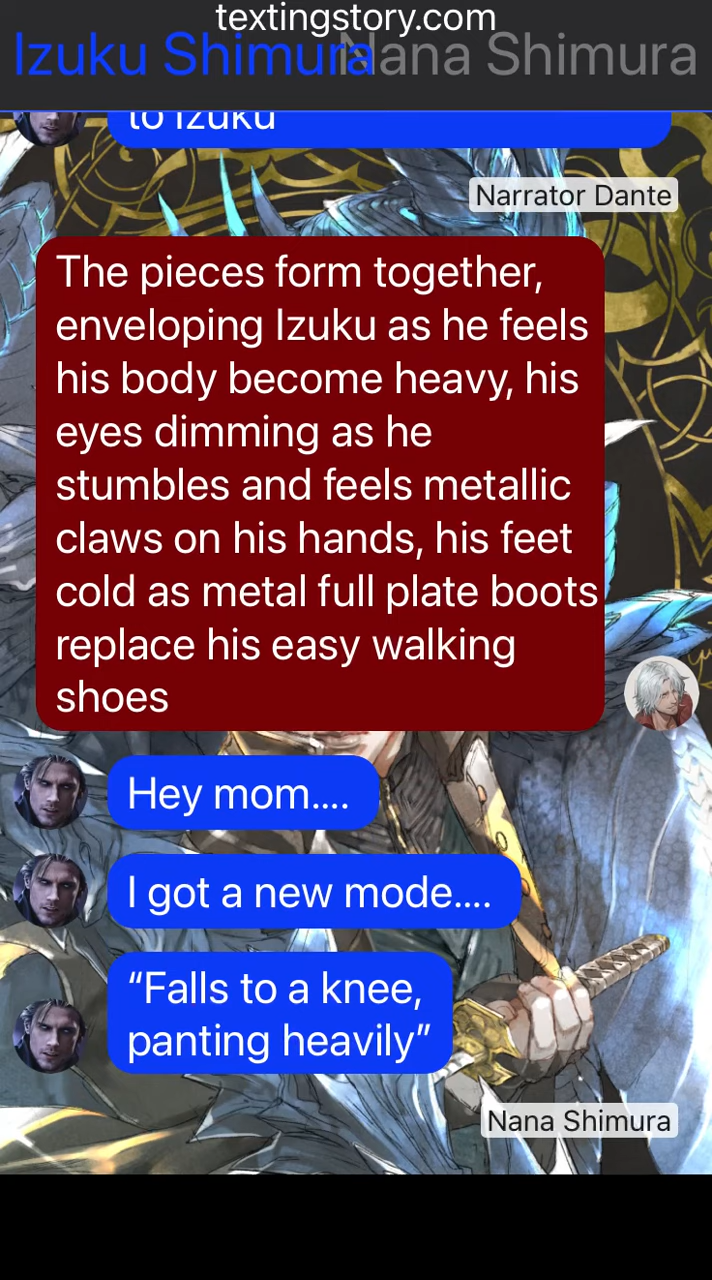 textingstory.com
Izuku Shimura
Nana Shimura
to Izuku
Narrator Dante
The pieces form together,
enveloping Izuku as he feels
his body become heavy, his
eyes dimming as he
stumbles and feels metallic
claws on his hands, his feet
cold as metal full plate boots
replace his easy walking
shoes
Hey mom....
I got a new mode....
“Falls to a knee,
panting heavily”
Nana Shimura